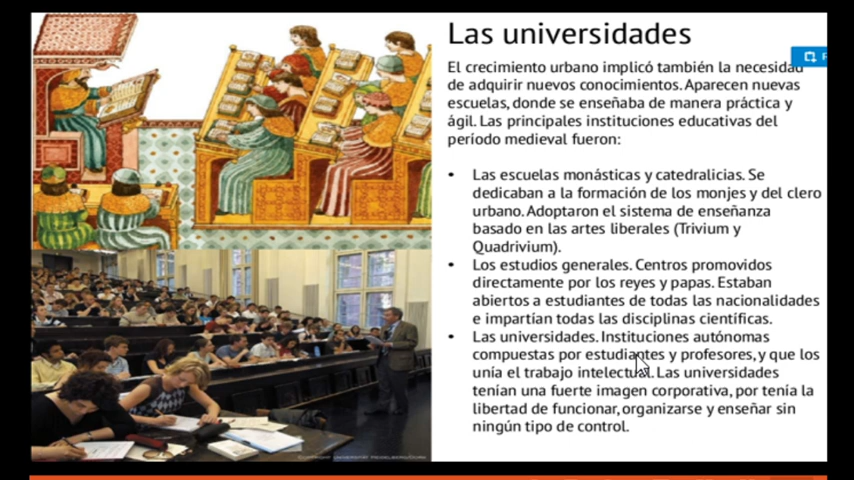 Las universidades
El crecimiento urbano implicó también la necesidad
de adquirir nuevos conocimientos. Aparecen nuevas
escuelas, donde se enseñaba de manera práctica y
ágil. Las principales instituciones educativas del
período medieval fueron:
• Las escuelas monásticas y catedralicias. Se
dedicaban a la formación de los monjes y del clero
urbano. Adoptaron el sistema de enseñanza
basado en las artes liberales (Trivium y
Quadrivium).
• Los estudios generales. Centros promovidos
directamente por los reyes y papas. Estaban
abiertos a estudiantes de todas las nacionalidades
e impartían todas las disciplinas científicas.
• Las universidades. Instituciones autónomas
compuestas por estudiantes y profesores, y que los
unía el trabajo intelectual. Las universidades
tenían una fuerte imagen corporativa, por tenía la
libertad de funcionar, organizarse y enseñar sin
ningún tipo de control.